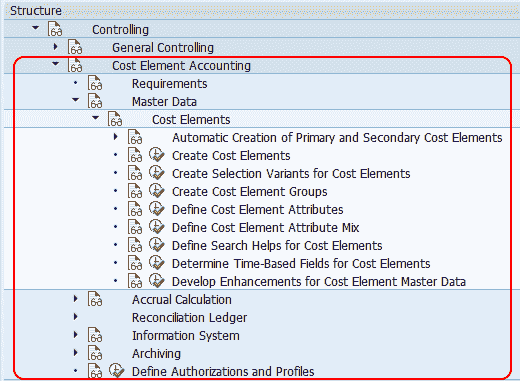 Structure
Controlling
General Controlling
Cost Element Accounting
Requirements
Master Data
Cost Elements
Automatic Creation of Primary and Secondary Cost Elements
Create Cost Elements
Create Selection Variants for Cost Elements
Create Cost Element Groups
Define Cost Element Attributes
Define Cost Element Attribute Mix
Define Search Helps for Cost Elements
Determine Time-Based Fields for Cost Elements
Develop Enhancements for Cost Element Master Data
Accrual Calculation
Reconciliation Ledger
Information System
Archiving
Define Authorizations and Profiles